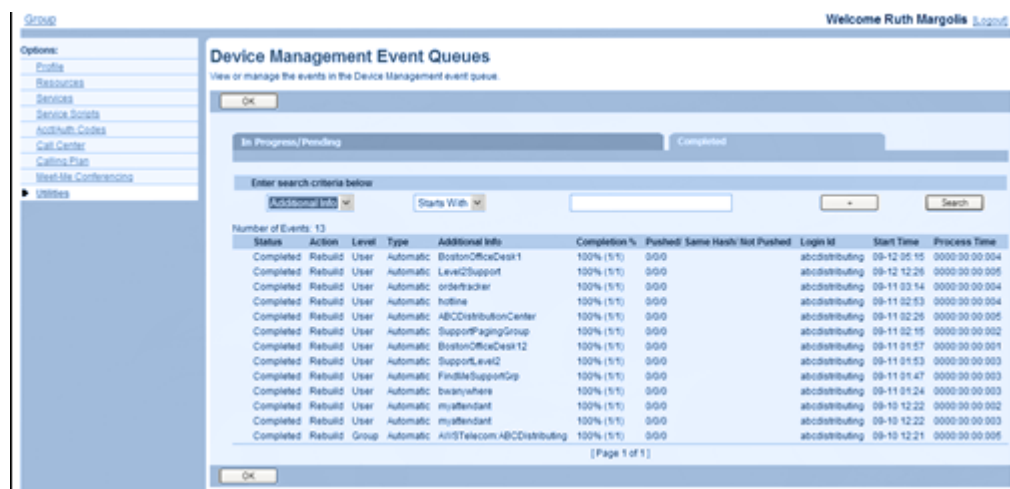 Group
Welcome Ruth Margolis [Logout]
Options:
Profile
Resources
Services
Service Scripts
Acct/Auth Codes
Call Center
Calling Plan
Meet-Me Conferencing
Utilities
Device Management Event Queues
View or manage the events in the Device Management event queue.
OK
In Progress/Pending Completed
Enter search criteria below
Additional Info Starts With + Search
Number of Events: 13
Status Action Level Type Additional Info Completion % Pushed/ Same Hash/ Not Pushed Login Id Start Time Process Time
Completed Rebuild User Automatic BostonOfficeDesk1 100% (1/1) 0/0/0 abcdistributing 09-12 05:15 0000:00:00:004
Completed Rebuild User Automatic Level2Support 100% (1/1) 0/0/0 abcdistributing 09-12 12:26 0000:00:00:005
Completed Rebuild User Automatic ordertracker 100% (1/1) 0/0/0 abcdistributing 09-11 03:14 0000:00:00:004
Completed Rebuild User Automatic hotline 100% (1/1) 0/0/0 abcdistributing 09-11 02:53 0000:00:00:004
Completed Rebuild User Automatic ABCDistributionCenter 100% (1/1) 0/0/0 abcdistributing 09-11 02:26 0000:00:00:005
Completed Rebuild User Automatic SupportPagingGroup 100% (1/1) 0/0/0 abcdistributing 09-11 02:15 0000:00:00:002
Completed Rebuild User Automatic BostonOfficeDesk12 100% (1/1) 0/0/0 abcdistributing 09-11 01:57 0000:00:00:001
Completed Rebuild User Automatic SupportLevel2 100% (1/1) 0/0/0 abcdistributing 09-11 01:53 0000:00:00:003
Completed Rebuild User Automatic FindMeSupportGrp 100% (1/1) 0/0/0 abcdistributing 09-11 01:47 0000:00:00:003
Completed Rebuild User Automatic bwanywhere 100% (1/1) 0/0/0 abcdistributing 09-11 01:24 0000:00:00:003
Completed Rebuild User Automatic myattendant 100% (1/1) 0/0/0 abcdistributing 09-10 12:22 0000:00:00:002
Completed Rebuild User Automatic myattendant 100% (1/1) 0/0/0 abcdistributing 09-10 12:22 0000:00:00:003
Completed Rebuild Group Automatic 100% (1/1) 0/0/0 abcdistributing 09-10 12:21 0000:00:00:005
[ Page 1 of 1 ]
OK